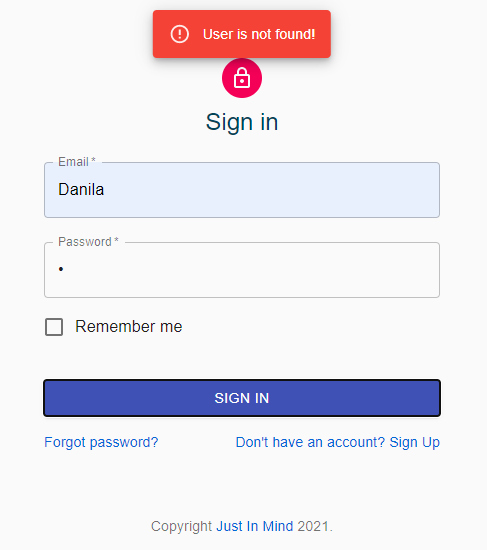 User is not found!
Sign in
Email *
Danila
Password *
•
Remember me
SIGN IN
Forgot password? Don't have an account? Sign Up
Copyright Just In Mind 2021.